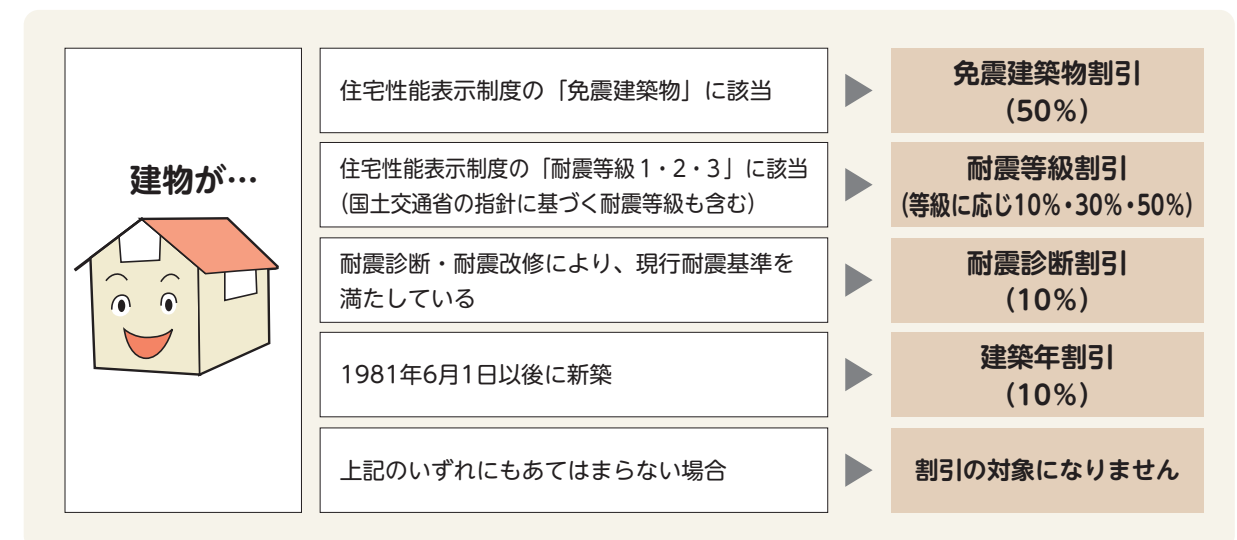 建物が…
住宅性能表示制度の「免震建築物」に該当
免震建築物割引
(50%)
住宅性能表示制度の「耐震等級1・2・3」に該当
(国土交通省の指針に基づく耐震等級も含む)
耐震等級割引
(等級に応じ10%・30%・50%)
耐震診断・耐震改修により、現行耐震基準を
満たしている
耐震診断割引
(10%)
1981年6月1日以後に新築
建築年割引
(10%)
上記のいずれにもあてはまらない場合
割引の対象になりません